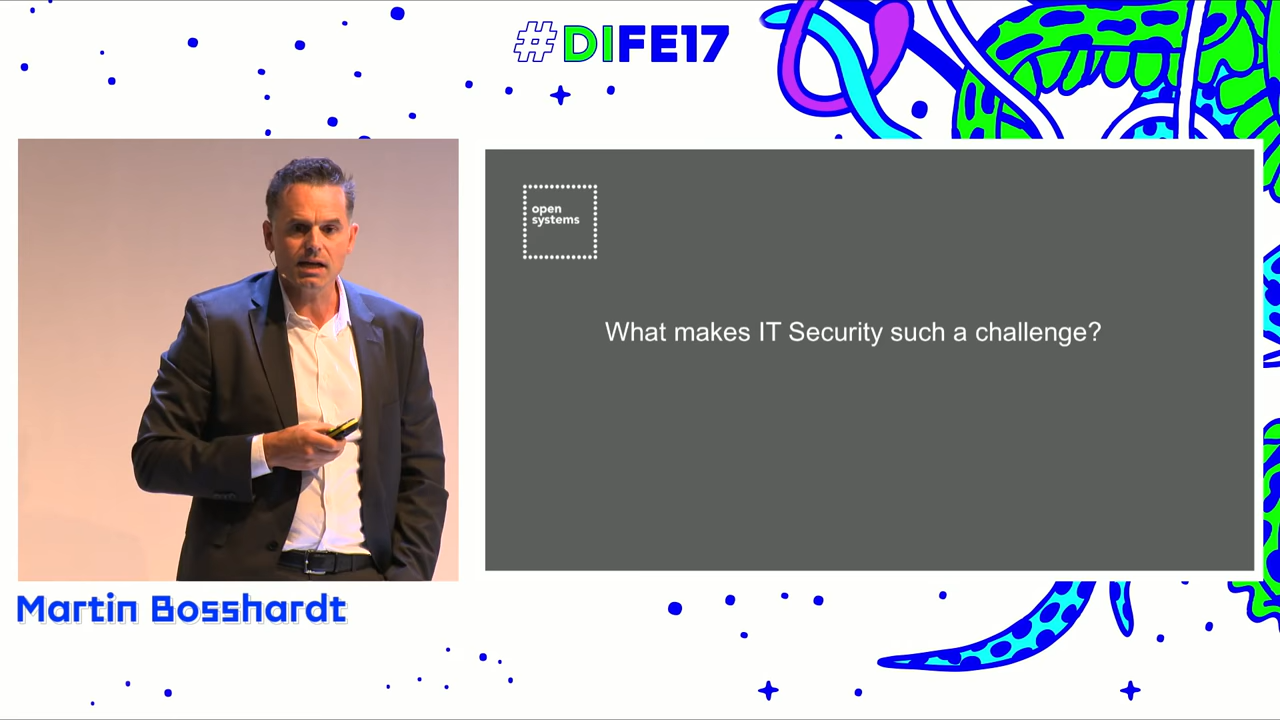 #DIFE17
open
systems
What makes IT Security such a challenge?
Martin Bosshardt